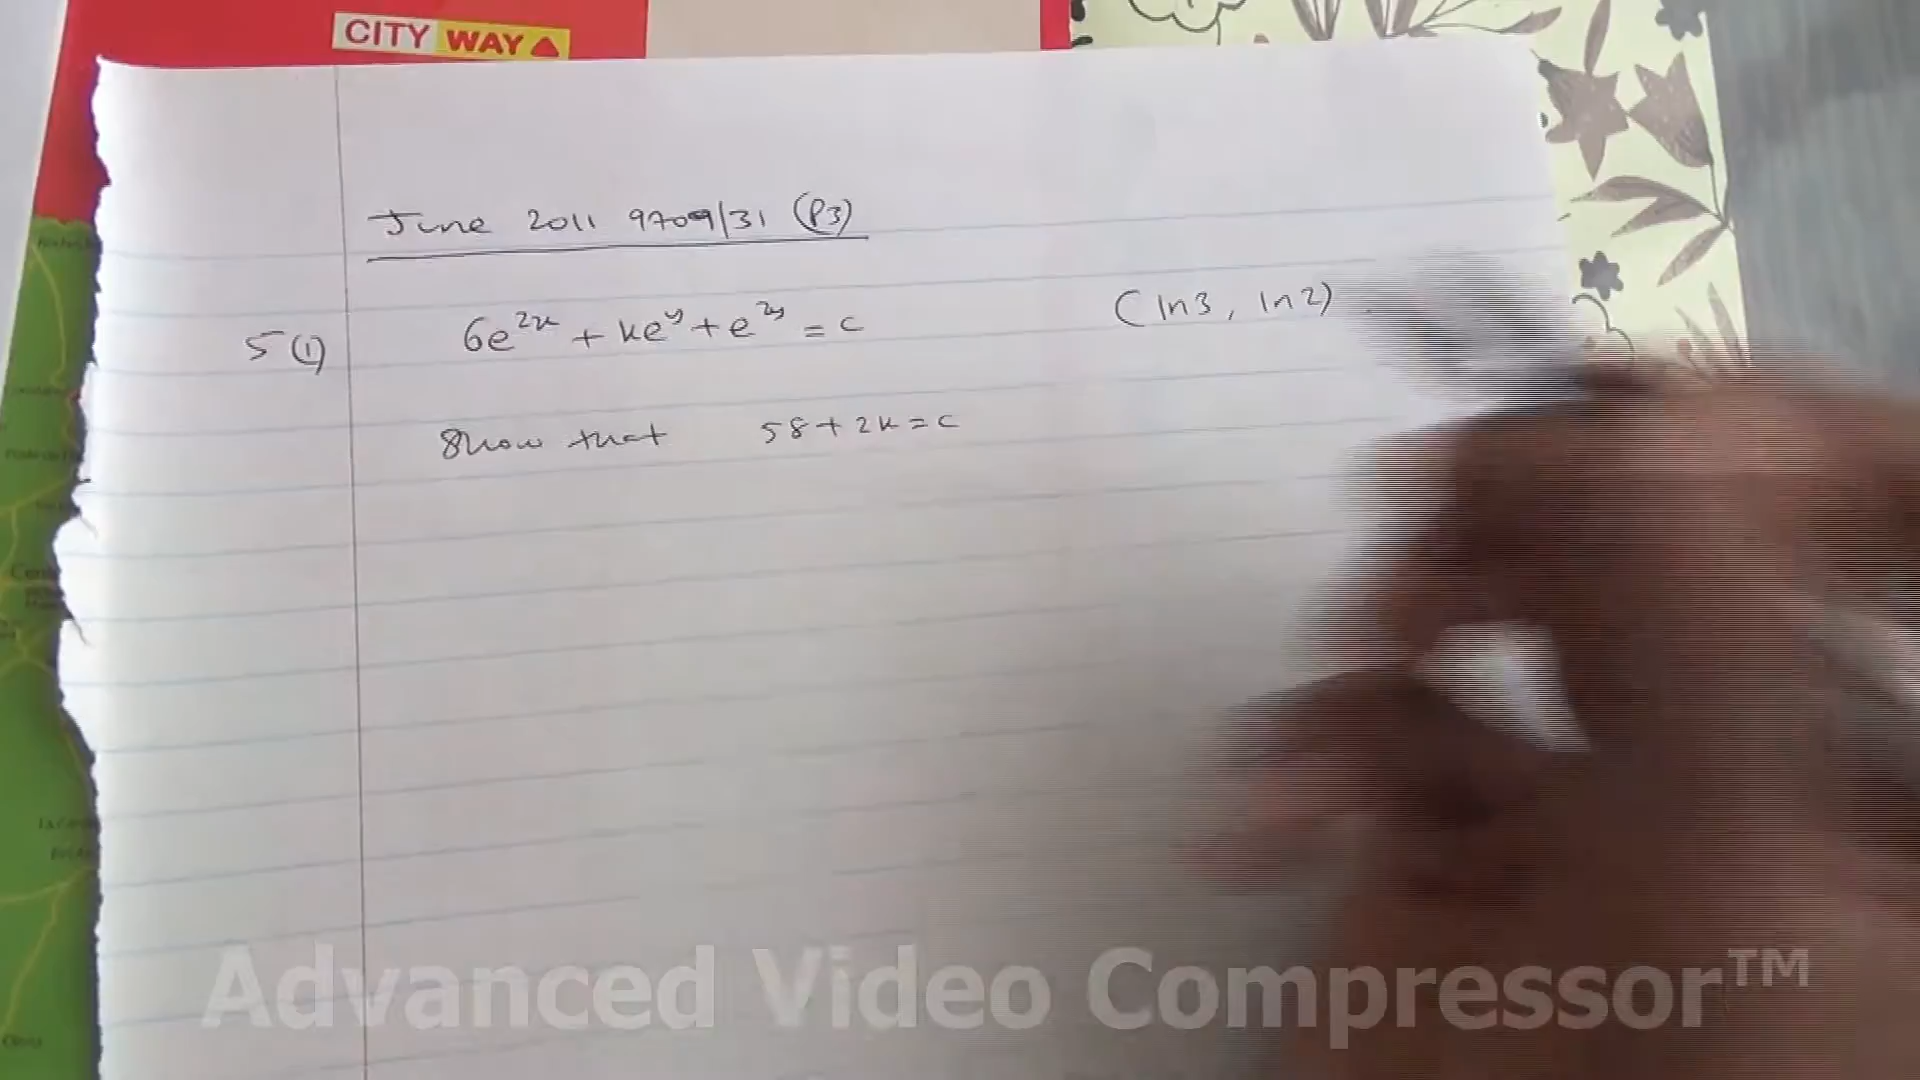 CITY WAY
June 2011 9709/31 (P3)
5(i) 6e^{2x} + ke^{y} + e^{2y} = c (ln3, ln2)
Show that 58 + 2k = c
Advanced Video Compressor™